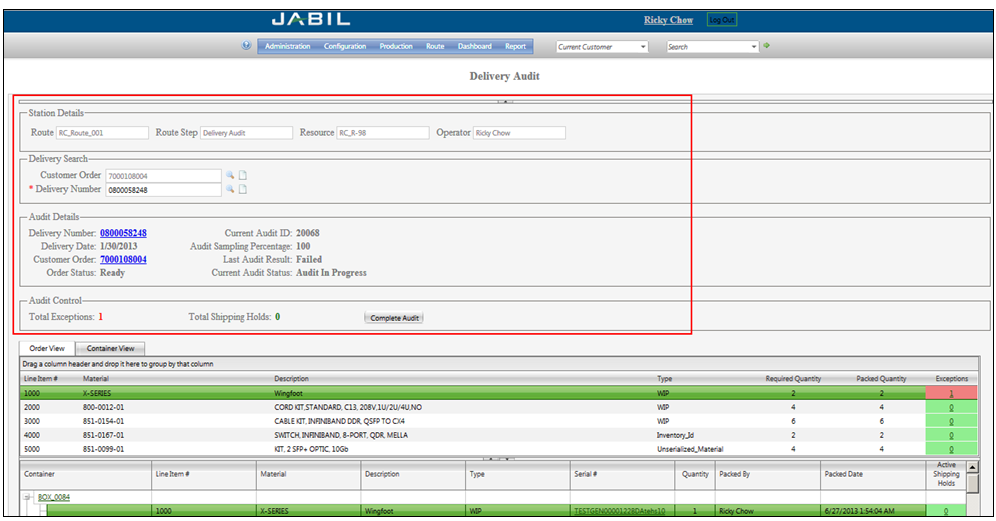 JABIL
Ricky Chow Log Out
Administration Configuration Production Route Dashboard Report Current Customer Search
Delivery Audit
Station Details
Route RC_Route_001 Route Step Delivery Audit Resource RC_R-98 Operator Ricky Chow
Delivery Search
Customer Order 7000108004
* Delivery Number 0800058248
Audit Details
Delivery Number: 0800058248 Current Audit ID: 20068
Delivery Date: 1/30/2013 Audit Sampling Percentage: 100
Customer Order: 7000108004 Last Audit Result: Failed
Order Status: Ready Current Audit Status: Audit In Progress
Audit Control
Total Exceptions: 1 Total Shipping Holds: 0 Complete Audit
Order View Container View
Drag a column header and drop it here to group by that column
Line Item # Material Description Type Required Quantity Packed Quantity Exceptions
1000 X-SERIES Wingfoot WIP 2 2 1
2000 800-0012-01 CORD KIT,STANDARD, C13, 208V,1U/2U/4U,NO WIP 4 4 0
3000 851-0154-01 CABLE KIT, INFINIBAND DDR, QSFP TO CX4 WIP 6 6 0
4000 851-0167-01 SWITCH, INFINIBAND, 8-PORT, QDR, MELLA Inventory_Id 2 2 0
5000 851-0099-01 KIT, 2 SFP+ OPTIC, 10Gb Unserialized_Material 4 4 0
Container Line Item # Material Description Type Serial # Quantity Packed By Packed Date Active Shipping Holds
BOX_0084
1000 X-SERIES Wingfoot WIP TESTGEN00001228DAtehs10 1 Ricky Chow 6/27/2013 1:54:04 AM 0